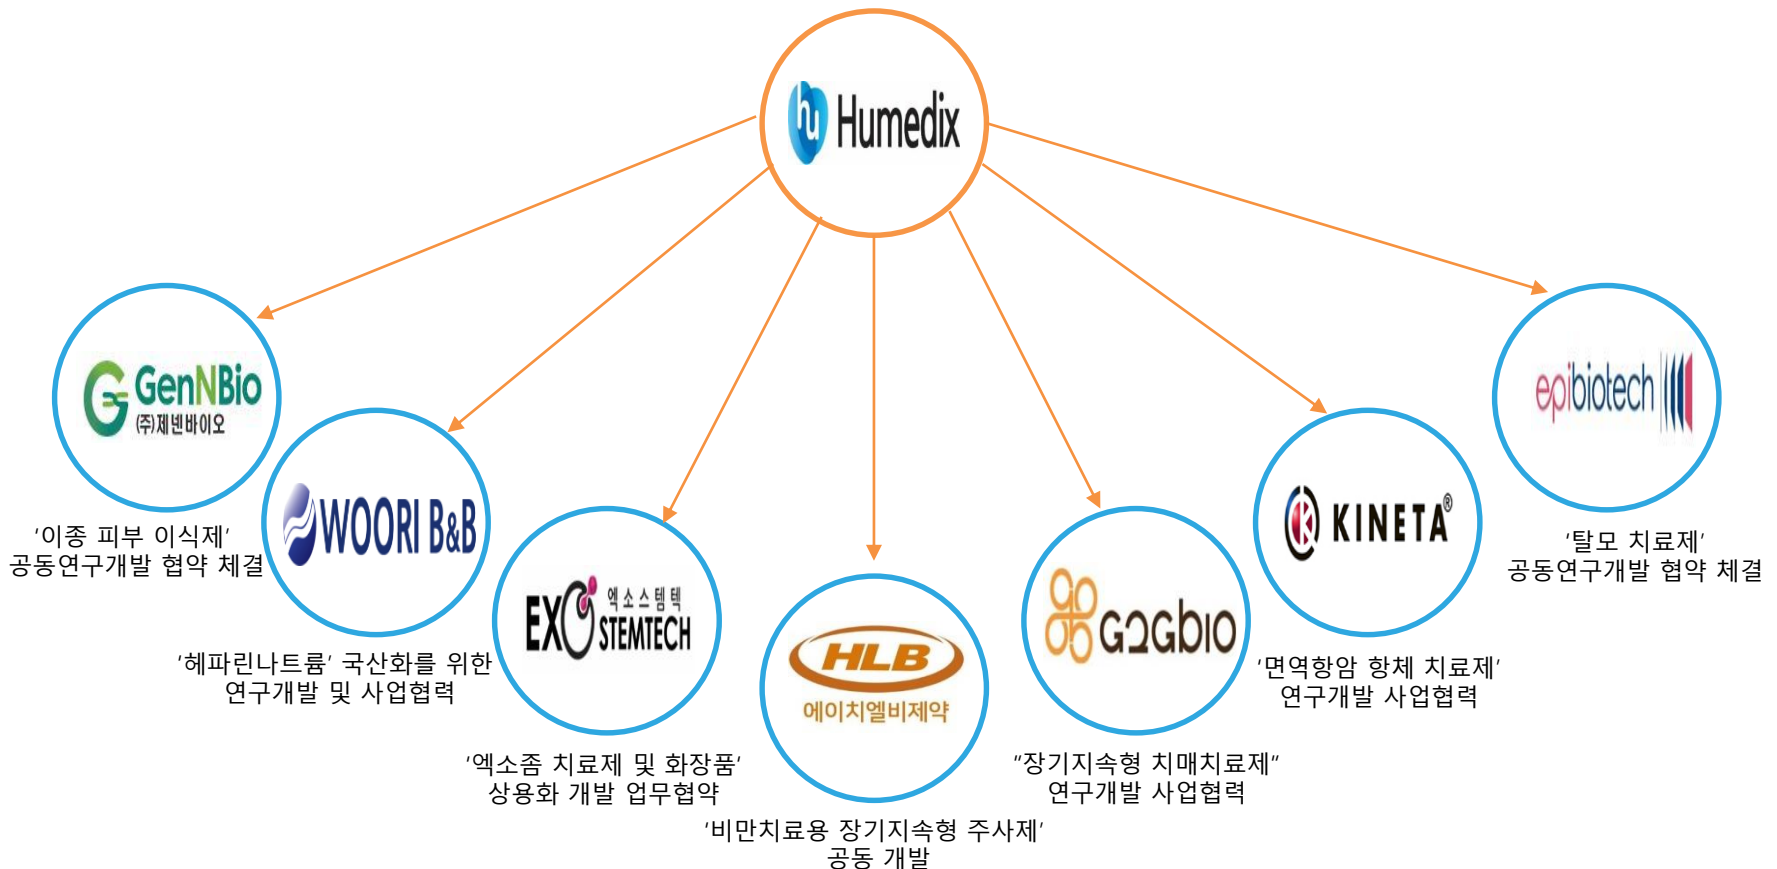 hu Humedix
GenNBio
(주)제넨바이오
'이종 피부 이식제'
공동연구개발 협약 체결
WOORI B&B
'헤파린나트륨' 국산화를 위한
연구개발 및 사업협력
EXO 엑소스템텍
STEMTECH
'엑소좀 치료제 및 화장품'
상용화 개발 업무협약
HLB
에이치엘비제약
'비만치료용 장기지속형 주사제'
공동 개발
G2GBIO
"장기지속형 치매치료제"
연구개발 사업협력
KINETA®
'면역항암 항체 치료제'
연구개발 사업협력
epibiotech
'탈모 치료제'
공동연구개발 협약 체결